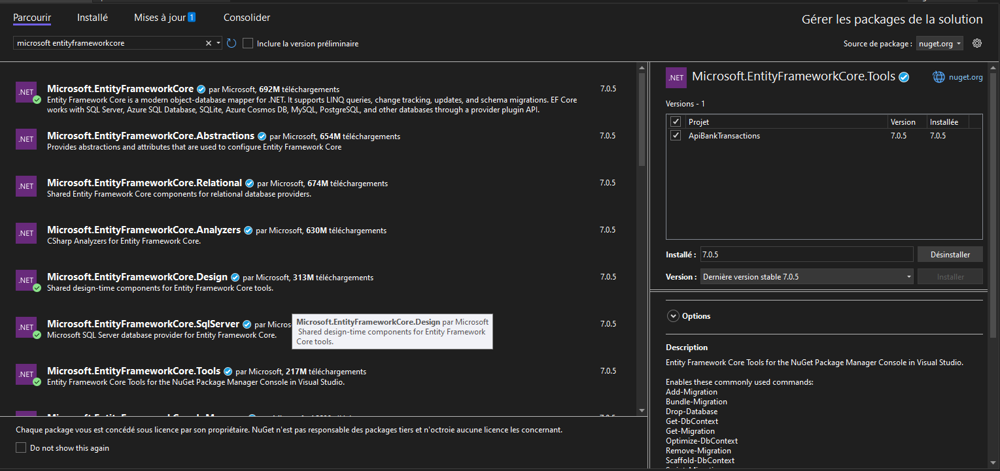 Parcourir
Installé
Mises à jour 1
Consolider
Gérer les packages de la solution
microsoft entityframeworkcore
Inclure la version préliminaire
Source de package : nuget.org
.NET
Microsoft.EntityFrameworkCore par Microsoft, 692M téléchargements
7.0.5
Entity Framework Core is a modern object-database mapper for .NET. It supports LINQ queries, change tracking, updates, and schema migrations. EF Core
works with SQL Server, Azure SQL Database, SQLite, Azure Cosmos DB, MySQL, PostgreSQL, and other databases through a provider plugin API.
.NET
Microsoft.EntityFrameworkCore.Abstractions par Microsoft, 654M téléchargements
7.0.5
Provides abstractions and attributes that are used to configure Entity Framework Core
.NET
Microsoft.EntityFrameworkCore.Relational par Microsoft, 674M téléchargements
7.0.5
Shared Entity Framework Core components for relational database providers.
.NET
Microsoft.EntityFrameworkCore.Analyzers par Microsoft, 630M téléchargements
7.0.5
CSharp Analyzers for Entity Framework Core.
.NET
Microsoft.EntityFrameworkCore.Design par Microsoft, 313M téléchargements
7.0.5
Shared design-time components for Entity Framework Core tools.
.NET
Microsoft.EntityFrameworkCore.SqlServer par Micros
7.0.5
Microsoft SQL Server database provider for Entity Framework Core.
Microsoft.EntityFrameworkCore.Design par Microsoft
Shared design-time components for Entity Framework
Core tools.
.NET
Microsoft.EntityFrameworkCore.Tools par Microsoft, 217M téléchargements
7.0.5
Entity Framework Core Tools for the NuGet Package Manager Console in Visual Studio.
Chaque package vous est concédé sous licence par son propriétaire. NuGet n'est pas responsable des packages tiers et n'octroie aucune licence les concernant.
Do not show this again
.NET
Microsoft.EntityFrameworkCore.Tools
nuget.org
Versions - 1
Projet Version Installée
ApiBankTransactions 7.0.5 7.0.5
Installé : 7.0.5 Désinstaller
Version : Dernière version stable 7.0.5 Installer
Options
Description
Entity Framework Core Tools for the NuGet Package Manager Console in Visual Studio.
Enables these commonly used commands:
Add-Migration
Bundle-Migration
Drop-Database
Get-DbContext
Get-Migration
Optimize-DbContext
Remove-Migration
Scaffold-DbContext